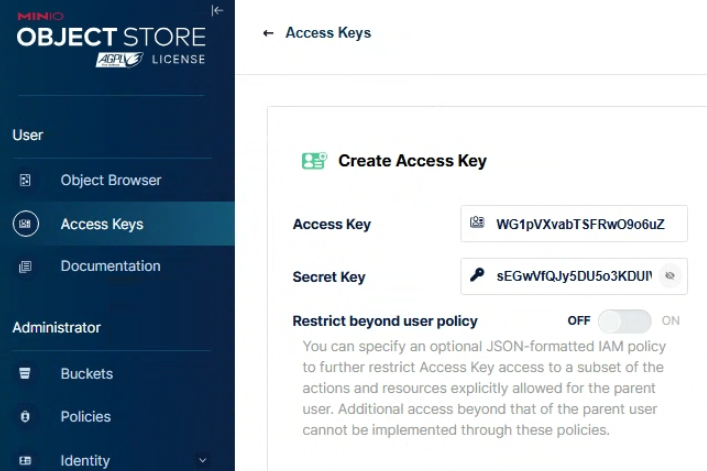 MINIO
OBJECT STORE
AGPLv3 LICENSE
← Access Keys
User
Object Browser
Access Keys
Documentation
Administrator
Buckets
Policies
Identity
Create Access Key
Access Key WG1pVXvabTSFRwO9o6uZ
Secret Key sEGwVfQJy5DU5o3KDUI
Restrict beyond user policy OFF ON
You can specify an optional JSON-formatted IAM policy
to further restrict Access Key access to a subset of the
actions and resources explicitly allowed for the parent
user. Additional access beyond that of the parent user
cannot be implemented through these policies.